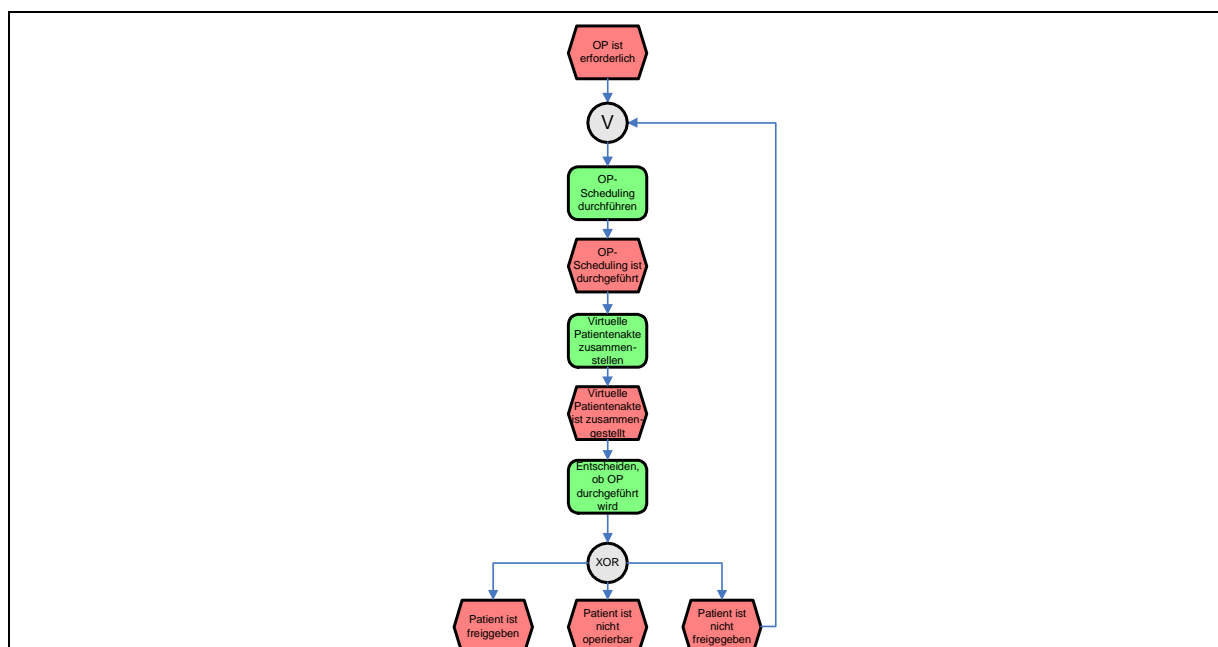 OP ist
erforderlich
V
OP-
Scheduling
durchführen
OP-
Scheduling ist
durchgeführt
Virtuelle
Patientenakte
zusammen-
stellen
Virtuelle
Patientenakte
ist zusammen-
gestellt
Entscheiden,
ob OP
durchgeführt
wird
XOR
Patient ist
freiggeben
Patient ist
nicht
operierbar
Patient ist
nicht
freigegeben